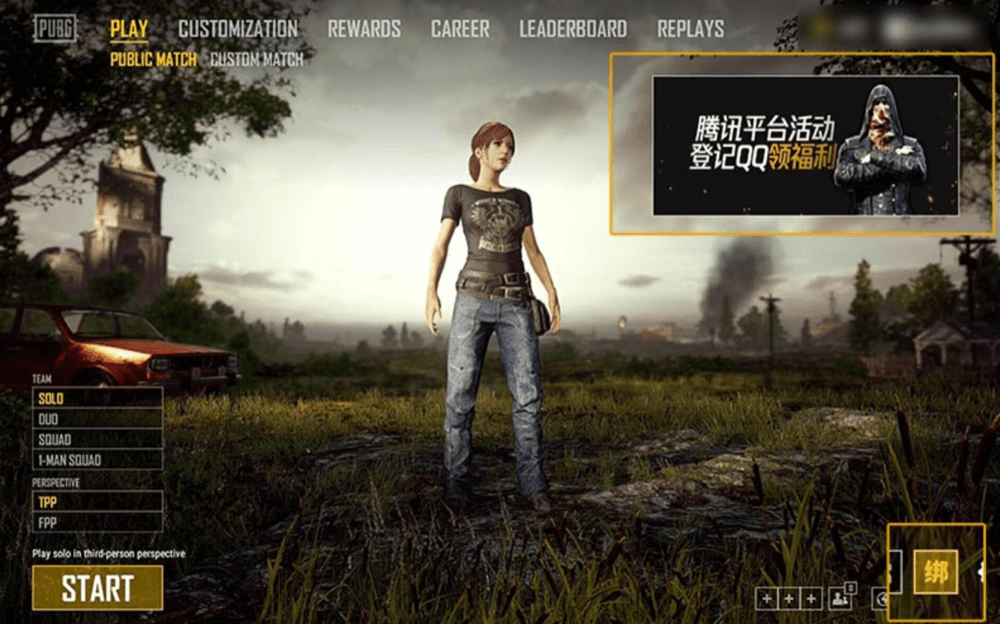 PUBG
PLAY CUSTOMIZATION REWARDS CAREER LEADERBOARD REPLAYS
PUBLIC MATCH CUSTOM MATCH
腾讯平台活动
登记QQ领福利
TEAM
SOLO
DUO
SQUAD
1-MAN SQUAD
PERSPECTIVE
TPP
FPP
Play solo in third-person perspective
START
绑